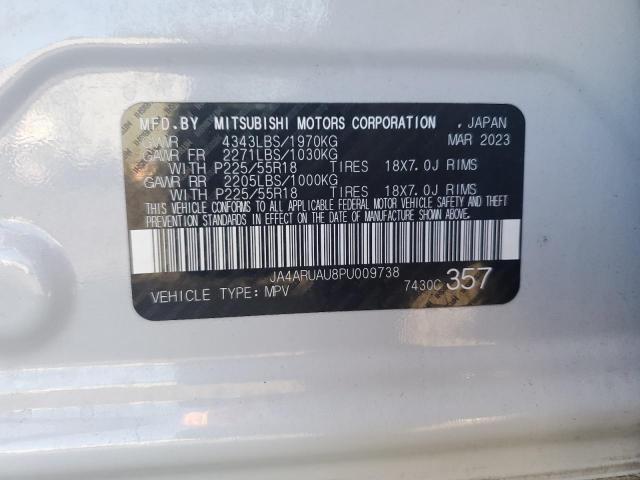 MFD.BY MITSUBISHI MOTORS CORPORATION , JAPAN
GVWR 4343LBS/1970KG MAR 2023
GAWR FR 2271LBS/1030KG
WITH P225/55R18 TIRES 18X7.0J RIMS
GAWR RR 2205LBS/1000KG
WITH P225/55R18 TIRES 18X7.0J RIMS
THIS VEHICLE CONFORMS TO ALL APPLICABLE FEDERAL MOTOR VEHICLE SAFETY AND THEFT
PREVENTION STANDARDS IN EFFECT ON THE DATE OF MANUFACTURE SHOWN ABOVE.
JA4ARUAU8PU009738
VEHICLE TYPE: MPV 7430C 357